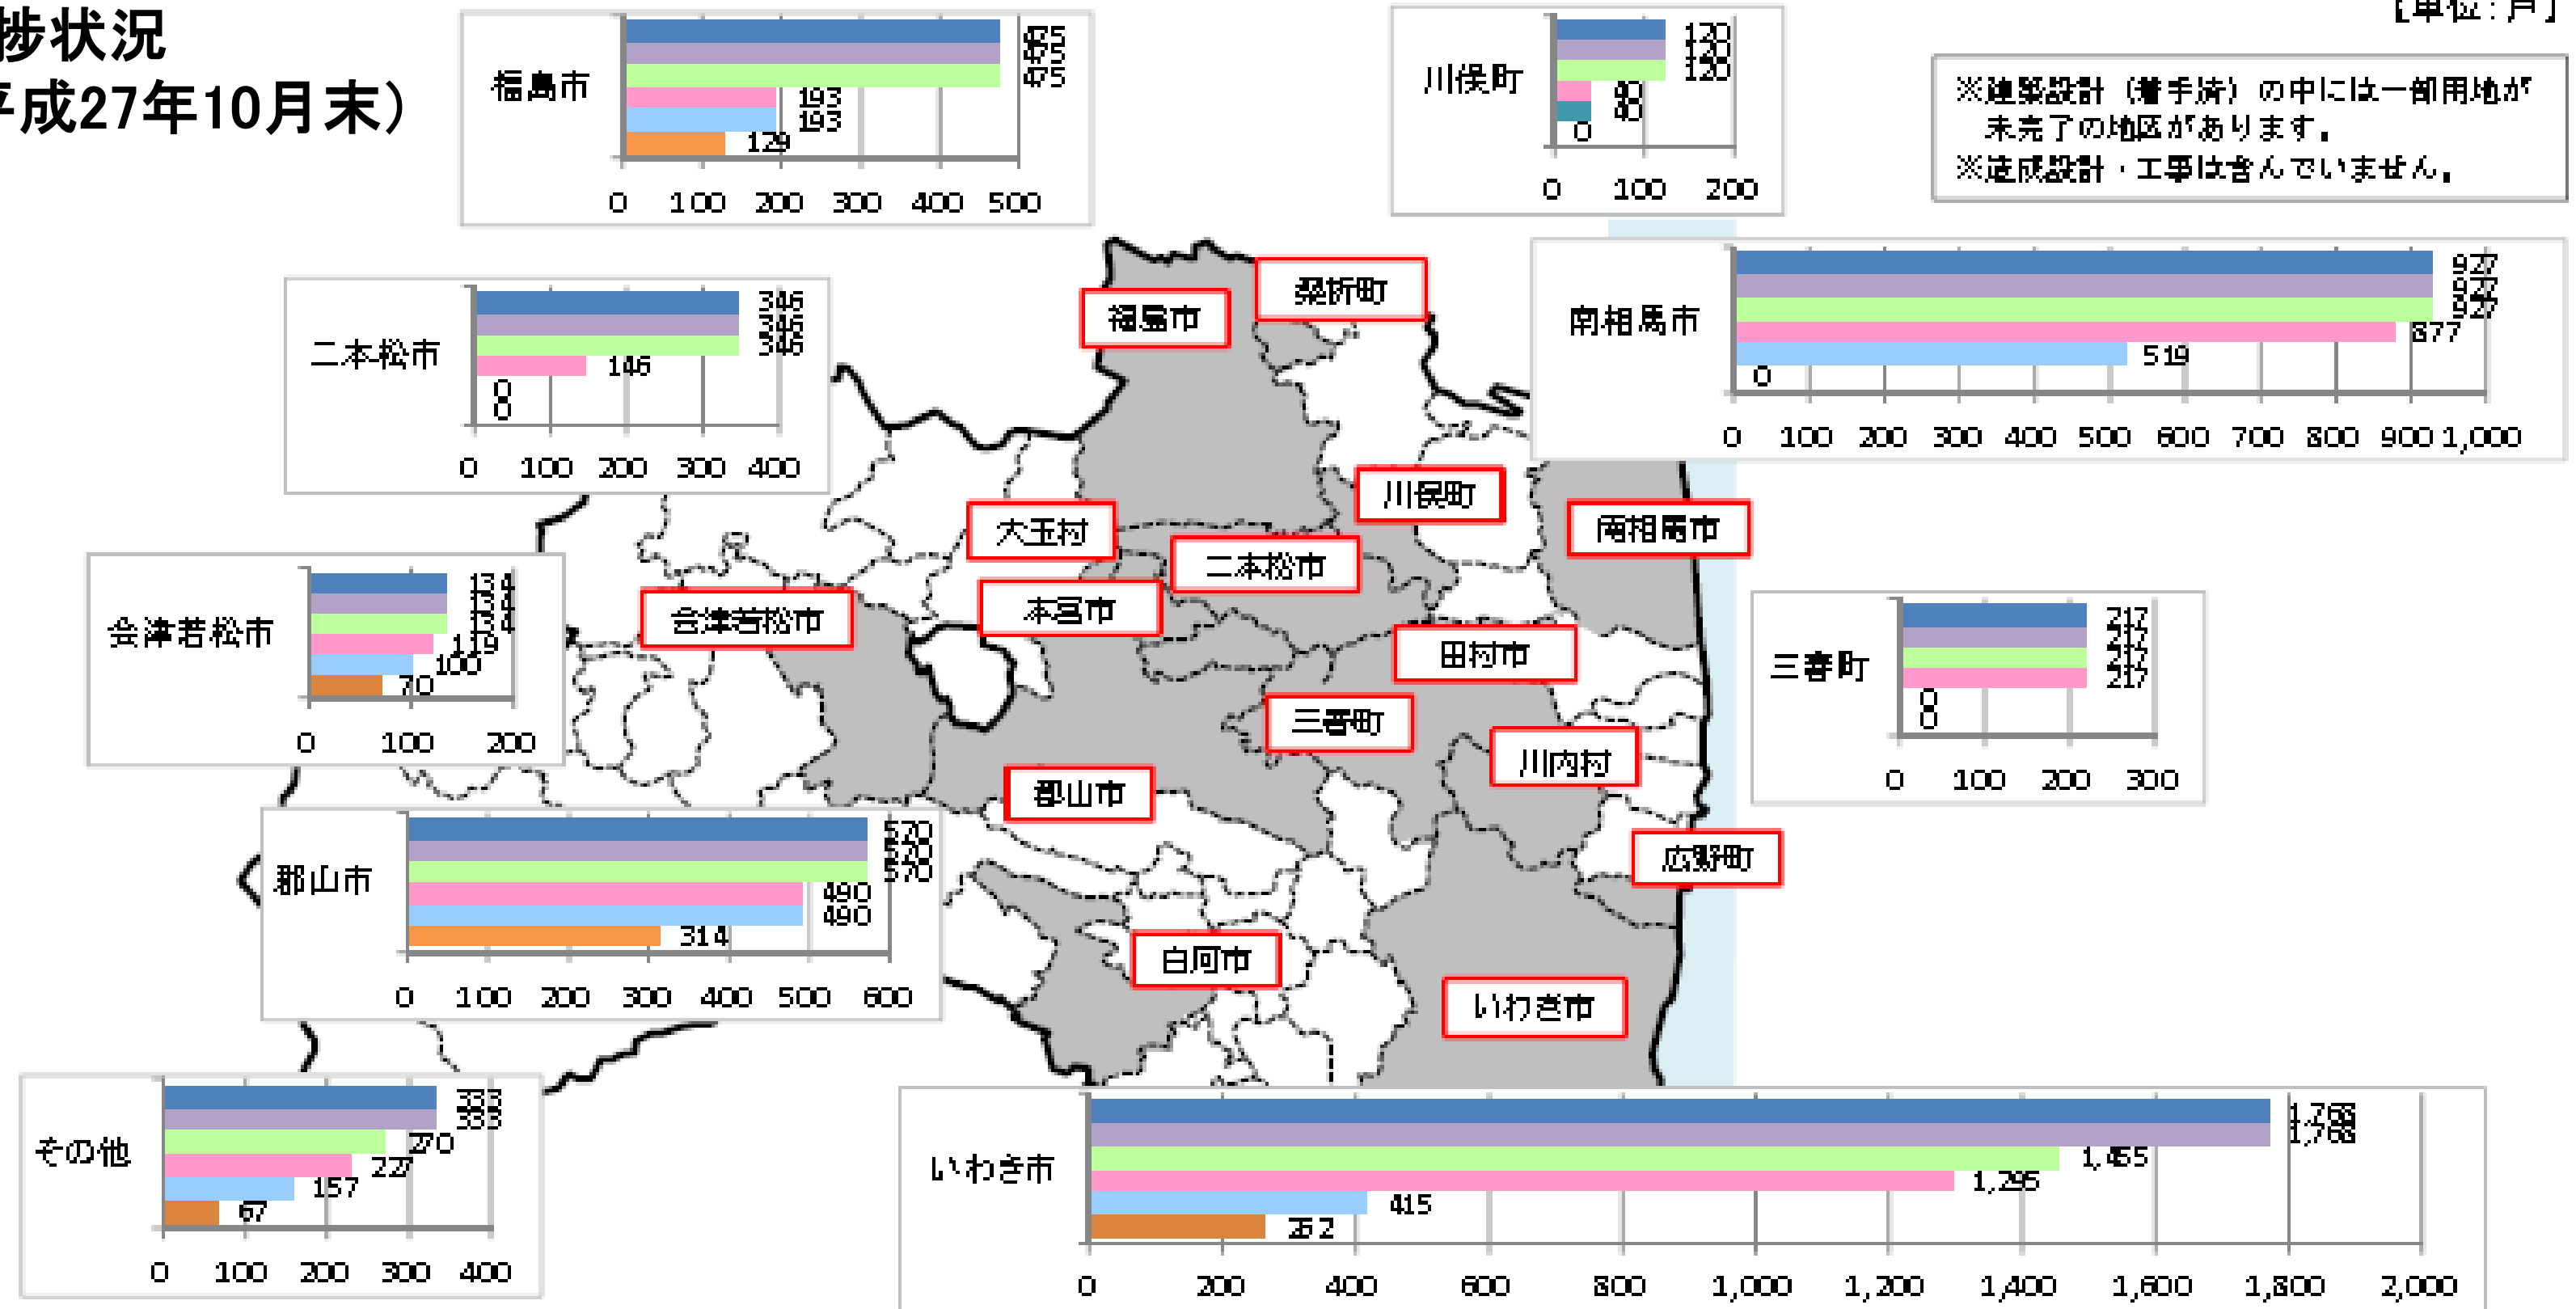 捗状況
平成27年10月末）
[単位：戸]
※建築設計（着手済）の中には一部用地が
未完了の地区があります。
※造成設計・工事は含んでいません。
福島市
475
475
475
193
193
129
0 100 200 300 400 500
川俣町
120
120
120
40
40
0
0 100 200
南相馬市
927
927
927
877
519
0
0 100 200 300 400 500 600 700 800 900 1,000
二本松市
346
346
346
146
0
0
0 100 200 300 400
会津若松市
134
134
134
119
100
70
0 100 200
三春町
217
217
217
217
0
0
0 100 200 300
郡山市
570
570
570
490
490
314
0 100 200 300 400 500 600
その他
333
333
270
227
157
67
0 100 200 300 400
いわき市
1,768
1,768
1,455
1,295
415
262
0 200 400 600 800 1,000 1,200 1,400 1,600 1,800 2,000
桑折町
福島市
川俣町
大玉村
南相馬市
二本松市
本宮市
会津若松市
田村市
三春町
川内村
郡山市
広野町
白河市
いわき市